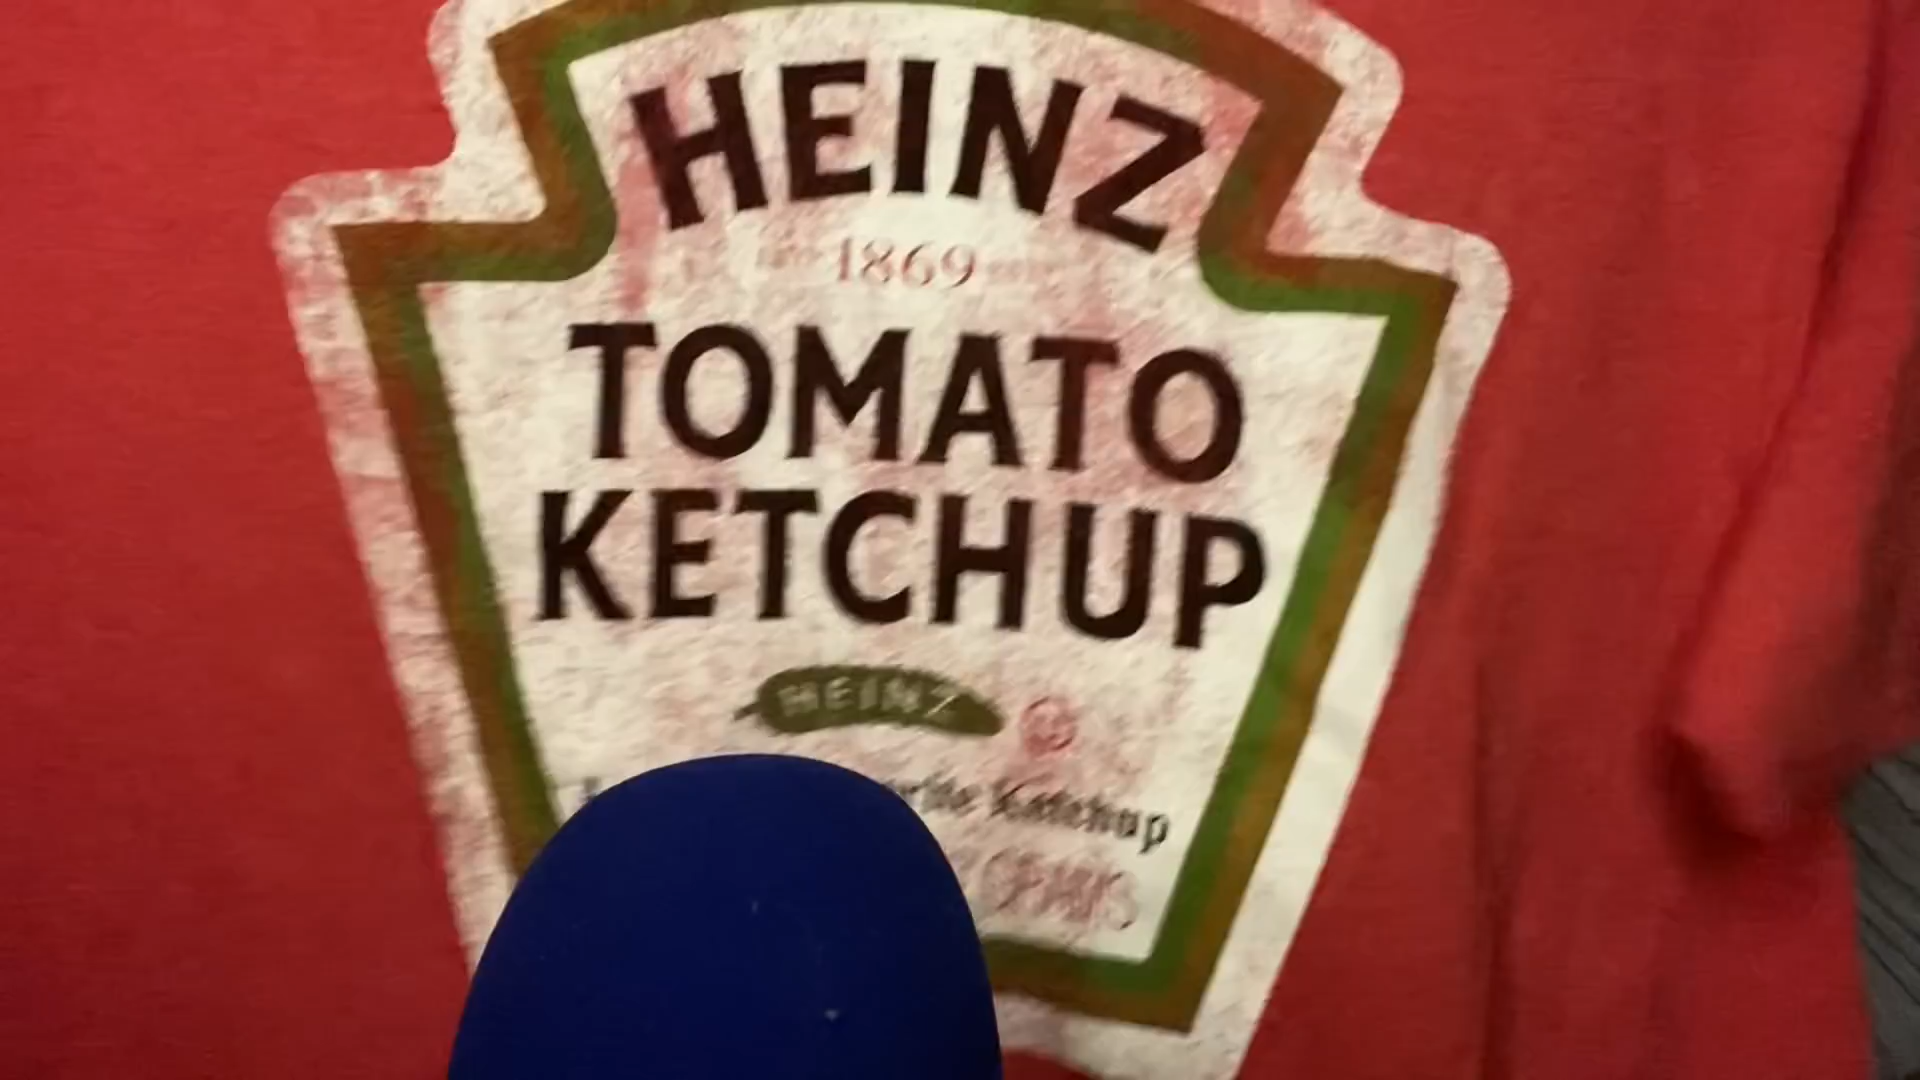 HEINZ
1869
TOMATO
KETCHUP
HEINZ
Ketchup